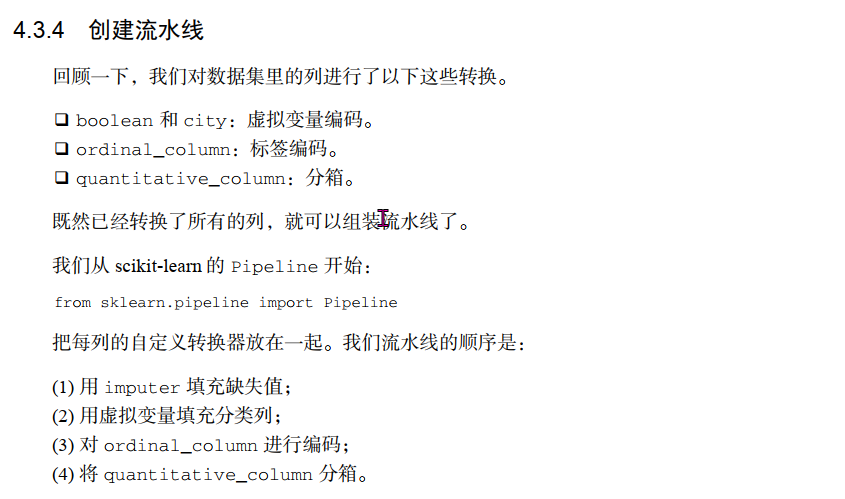 4.3.4 创建流水线
回顾一下，我们对数据集里的列进行了以下这些转换。
❑ boolean 和 city：虚拟变量编码。
❑ ordinal_column：标签编码。
❑ quantitative_column：分箱。
既然已经转换了所有的列，就可以组装流水线了。
我们从 scikit-learn 的 Pipeline 开始：
from sklearn.pipeline import Pipeline
把每列的自定义转换器放在一起。我们流水线的顺序是：
(1) 用 imputer 填充缺失值；
(2) 用虚拟变量填充分类列；
(3) 对 ordinal_column 进行编码；
(4) 将 quantitative_column 分箱。